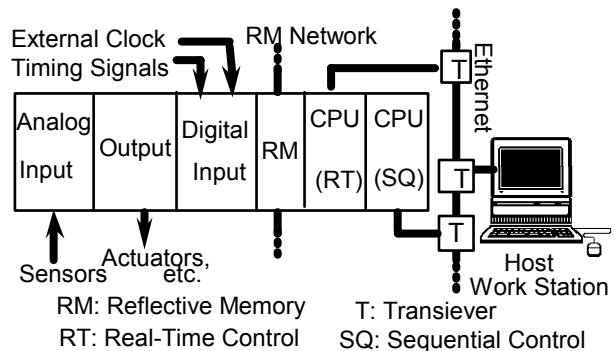 External Clock
Timing Signals
RM Network
Ethernet
T
Analog
Input
Output
Digital
Input
RM
CPU
(RT)
CPU
(SQ)
T
T
Sensors
Actuators,
etc.
Host
Work Station
RM: Reflective Memory
T: Transiever
RT: Real-Time Control
SQ: Sequential Control